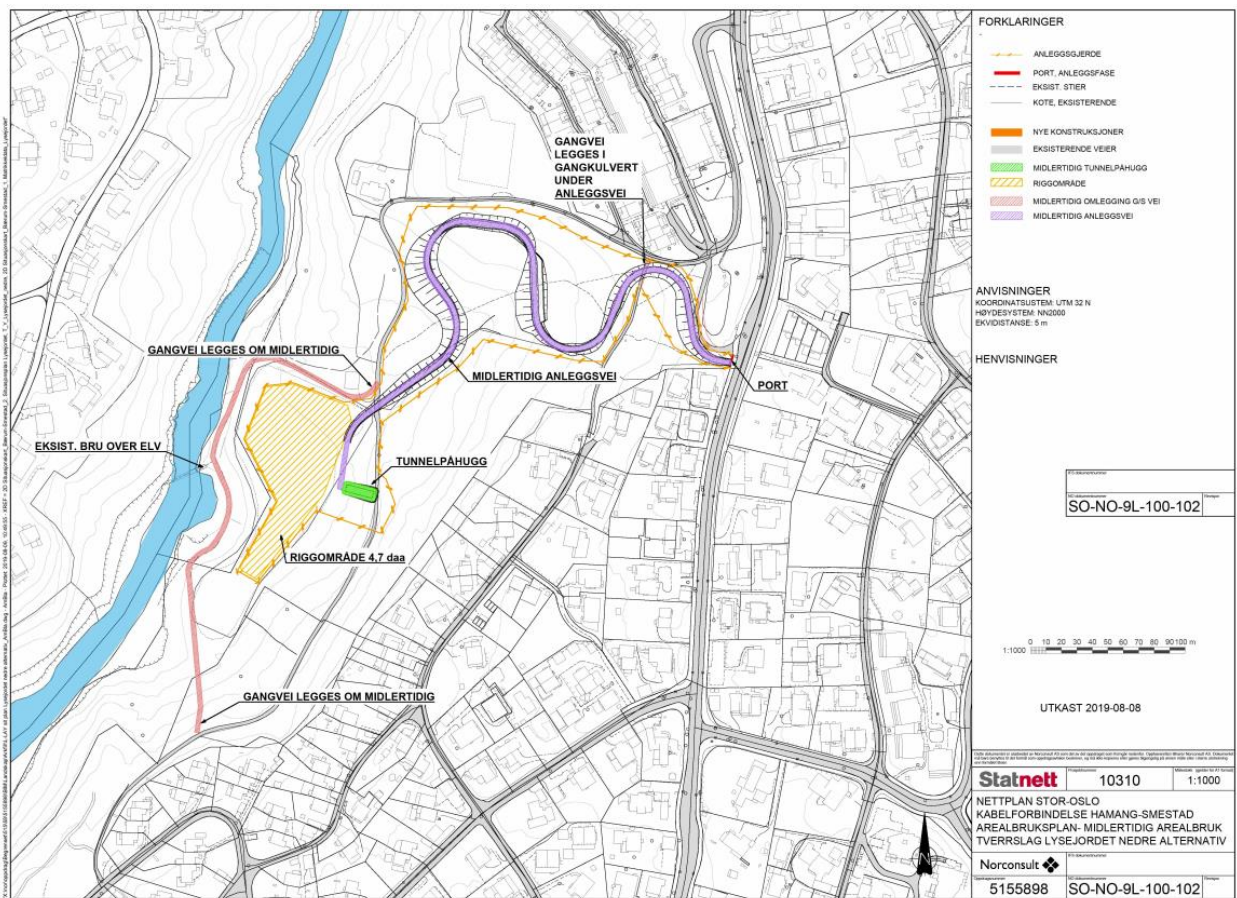 FORKLARINGER
ANLEGGSGJERDE
PORT, ANLEGGSFASE
EKSIST. STIER
KOTE, EKSISTERENDE
NYE KONSTRUKSJONER
EKSISTERENDE VEIER
MIDLERTIDIG TUNNELPÅHUGG
RIGGOMRÅDE
MIDLERTIDIG OMLEGGING G/S VEI
MIDLERTIDIG ANLEGGSVEI
GANGVEI
LEGGES I
GANGKULVERT
UNDER
ANLEGGSVEI
GANGVEI LEGGES OM MIDLERTIDIG
MIDLERTIDIG ANLEGGSVEI
PORT
EKSIST. BRU OVER ELV
TUNNELPÅHUGG
RIGGOMRÅDE 4,7 daa
GANGVEI LEGGES OM MIDLERTIDIG
ANVISNINGER
KOORDINATSUSTEM: UTM 32 N
HØYDESYSTEM: NN2000
EKVIDISTANSE: 5 m
HENVISNINGER
SO-NO-9L-100-102
0 10 20 30 40 50 60 70 80 90 100 m
1:1000
UTKAST 2019-08-08
Statnett
10310
1:1000
NETTPLAN STOR-OSLO
KABELFORBINDELSE HAMANG-SMESTAD
AREALBRUKSPLAN- MIDLERTIDIG AREALBRUK
TVERRSLAG LYSEJORDET NEDRE ALTERNATIV
Norconsult
5155898
SO-NO-9L-100-102
N